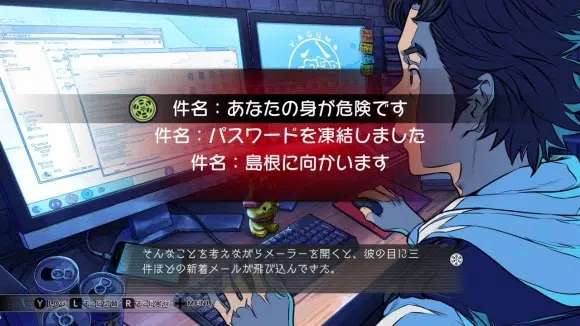 YAGUMO
件名：あなたの身が危険です
件名：パスワードを凍結しました
件名：島根に向かいます
そんなことを考えながらメーラーを開くと、彼の目に三
件ほどの新着メールが飛び込んできた。
Y LOG L R MENU